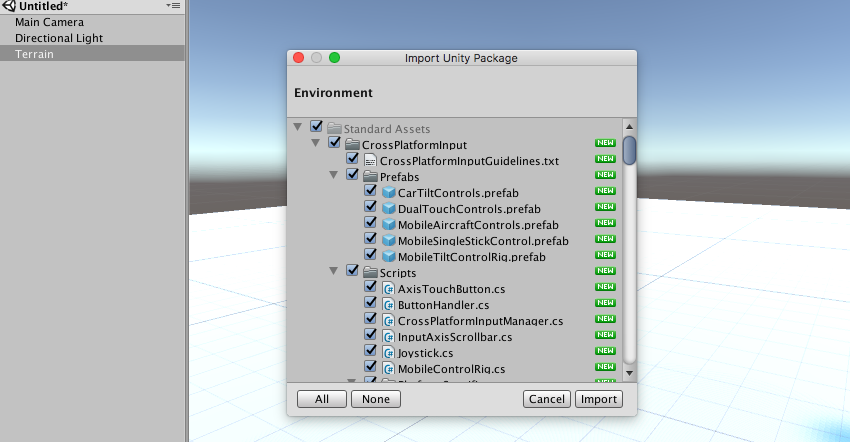 Untitled*
Main Camera
Directional Light
Terrain
Import Unity Package
Environment
Standard Assets
CrossPlatformInput NEW
CrossPlatformInputGuidelines.txt NEW
Prefabs NEW
CarTiltControls.prefab NEW
DualTouchControls.prefab NEW
MobileAircraftControls.prefab NEW
MobileSingleStickControl.prefab NEW
MobileTiltControlRig.prefab NEW
Scripts NEW
AxisTouchButton.cs NEW
ButtonHandler.cs NEW
CrossPlatformInputManager.cs NEW
InputAxisScrollbar.cs NEW
Joystick.cs NEW
MobileControlRig.cs NEW
All None Cancel Import